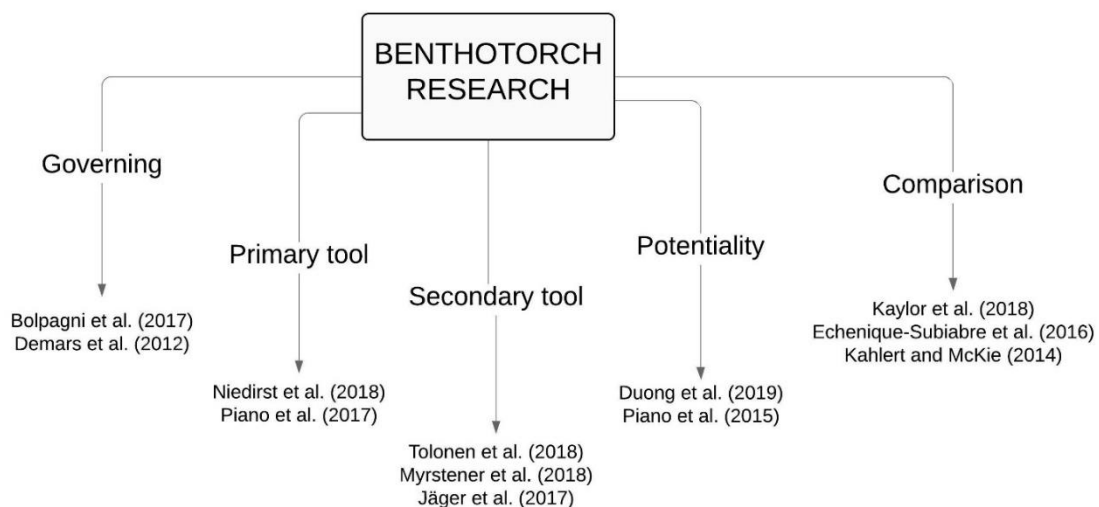 BENTHOTORCH
RESEARCH
Governing
Bolpagni et al. (2017)
Demars et al. (2012)
Primary tool
Niedirst et al. (2018)
Piano et al. (2017)
Secondary tool
Tolonen et al. (2018)
Myrstener et al. (2018)
Jäger et al. (2017)
Potentiality
Duong et al. (2019)
Piano et al. (2015)
Comparison
Kaylor et al. (2018)
Echenique-Subiabre et al. (2016)
Kahlert and McKie (2014)